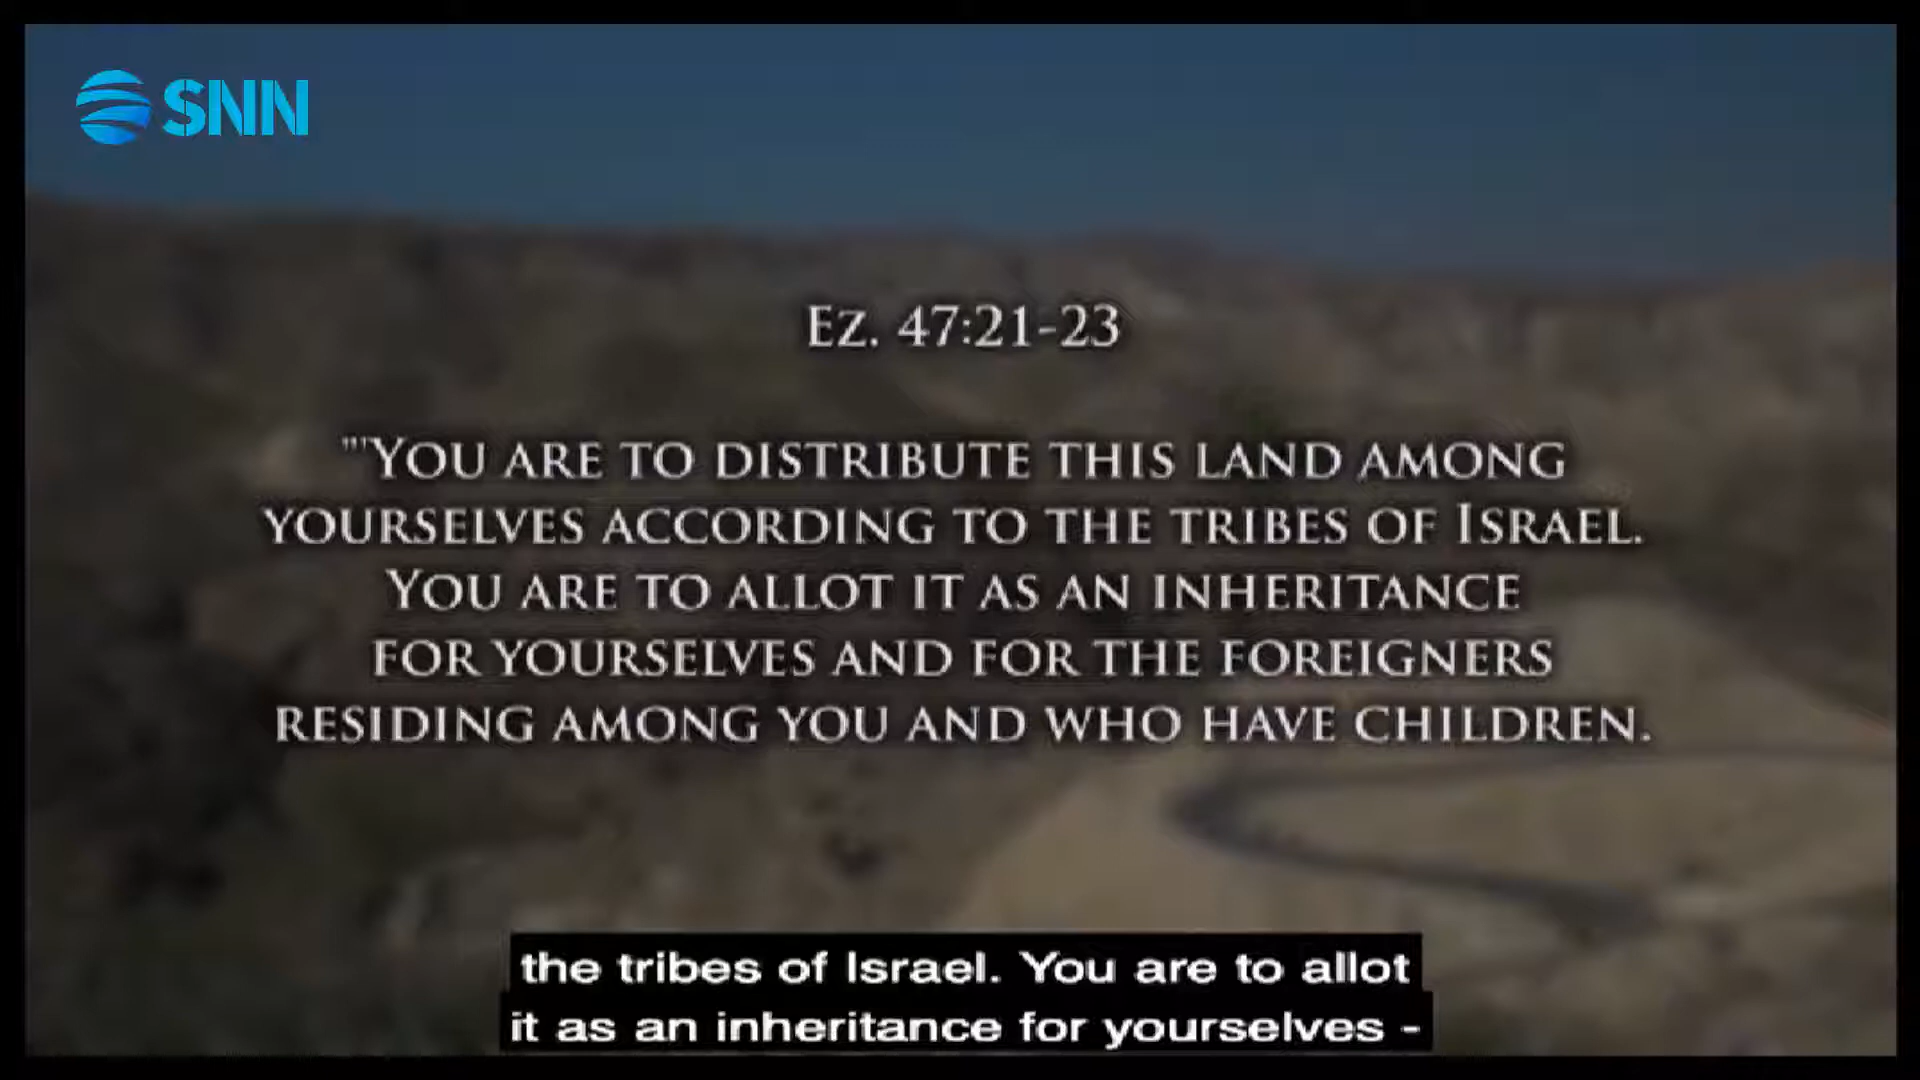 SNN
Ez. 47:21-23
"'You are to distribute this land among
yourselves according to the tribes of Israel.
You are to allot it as an inheritance
for yourselves and for the foreigners
residing among you and who have children.
the tribes of Israel. You are to allot
it as an inheritance for yourselves -